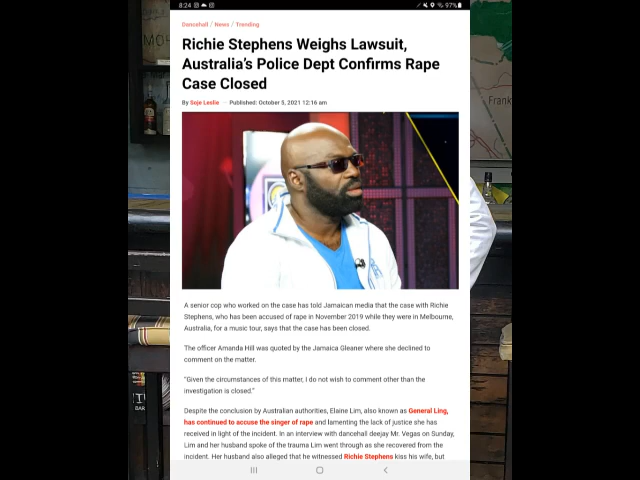 8:24
97%
MO
Frank
Dancehall / News / Trending
Richie Stephens Weighs Lawsuit,
Australia's Police Dept Confirms Rape
Case Closed
By Soje Leslie — Published: October 5, 2021 12:16 am
A senior cop who worked on the case has told Jamaican media that the case with Richie
Stephens, who has been accused of rape in November 2019 while they were in Melbourne,
Australia, for a music tour, says that the case has been closed.
The officer Amanda Hill was quoted by the Jamaica Gleaner where she declined to
comment on the matter.
"Given the circumstances of this matter, I do not wish to comment other than the
investigation is closed."
Despite the conclusion by Australian authorities, Elaine Lim, also known as General Ling,
has continued to accuse the singer of rape and lamenting the lack of justice she has
received in light of the incident. In an interview with dancehall deejay Mr. Vegas on Sunday,
Lim and her husband spoke of the trauma Lim went through as she recovered from the
incident. Her husband also alleged that he witnessed Richie Stephens kiss his wife, but
BAR